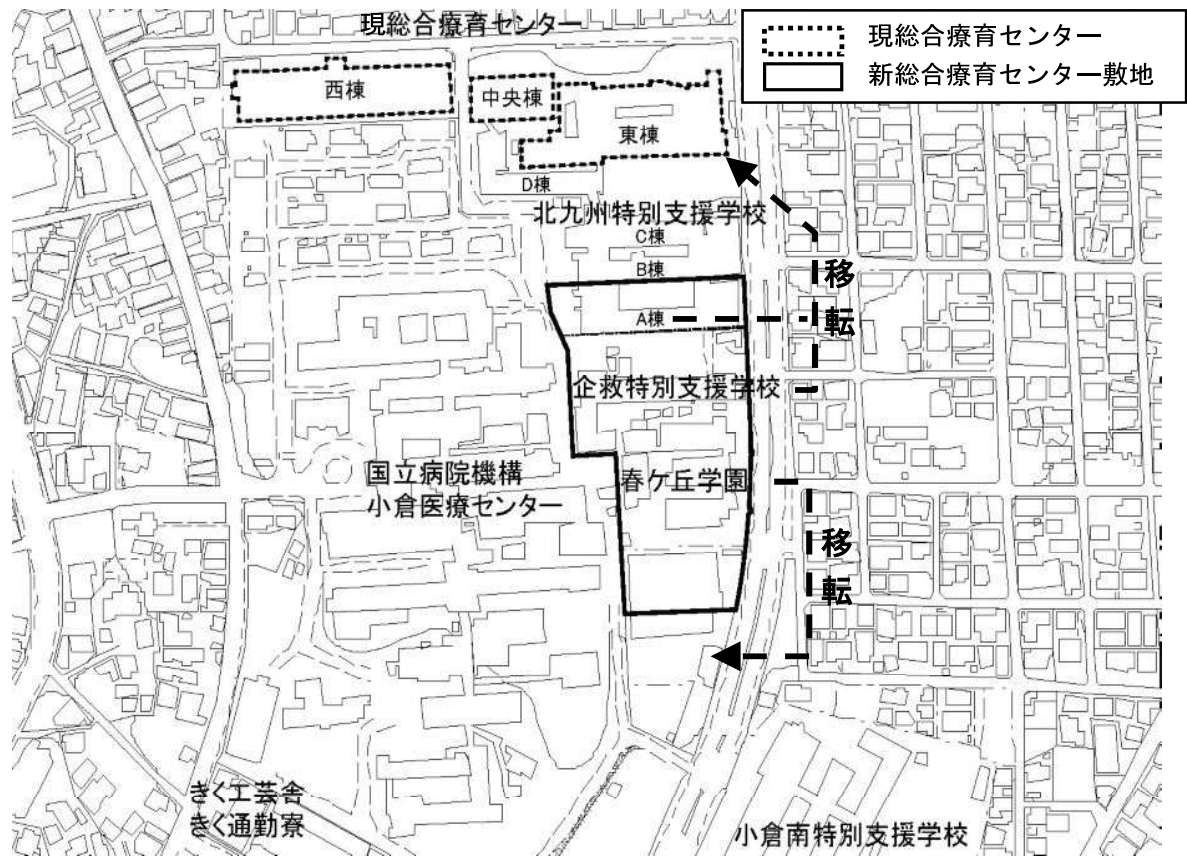 現総合療育センター
現総合療育センター
新総合療育センター敷地
西棟
中央棟
東棟
D棟
北九州特別支援学校
C棟
B棟
A棟
移
転
企救特別支援学校
国立病院機構
小倉医療センター
春ケ丘学園
移
転
きく工芸舎
きく通勤寮
小倉南特別支援学校